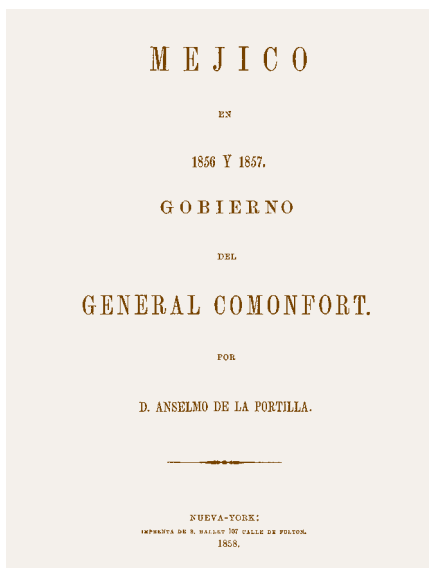 MEJICO
EN
1856 Y 1857.
GOBIERNO
DEL
GENERAL COMONFORT.
POR
D. ANSELMO DE LA PORTILLA.
NUEVA-YORK:
IMPRENTA DE S. HALLET 107 CALLE DE FULTON.
1858.